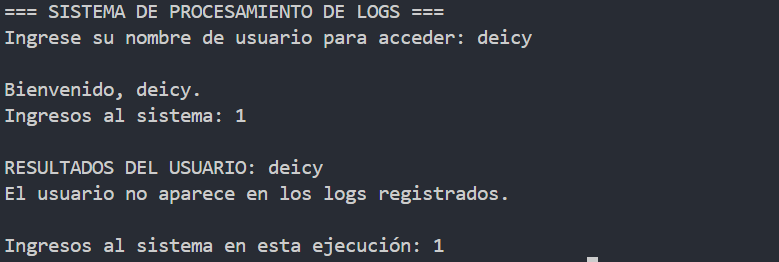 === SISTEMA DE PROCESAMIENTO DE LOGS ===
Ingrese su nombre de usuario para acceder: deicy
Bienvenido, deicy.
Ingresos al sistema: 1
RESULTADOS DEL USUARIO: deicy
El usuario no aparece en los logs registrados.
Ingresos al sistema en esta ejecución: 1